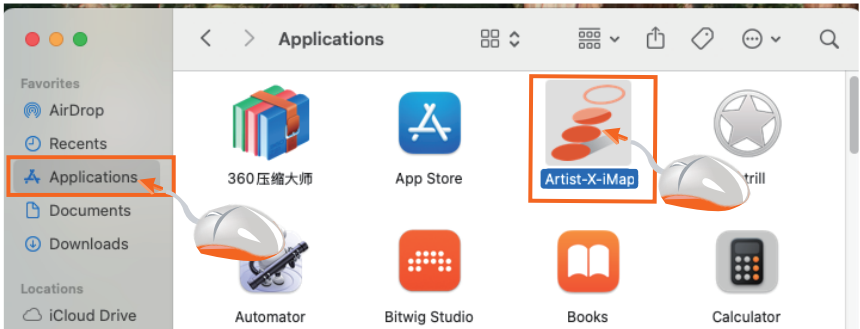 Applications
Favorites
AirDrop
Recents
Applications
Documents
Downloads
Locations
iCloud Drive
360压缩大师
App Store
Artist-X-iMap
Automator
Bitwig Studio
Books
Calculator